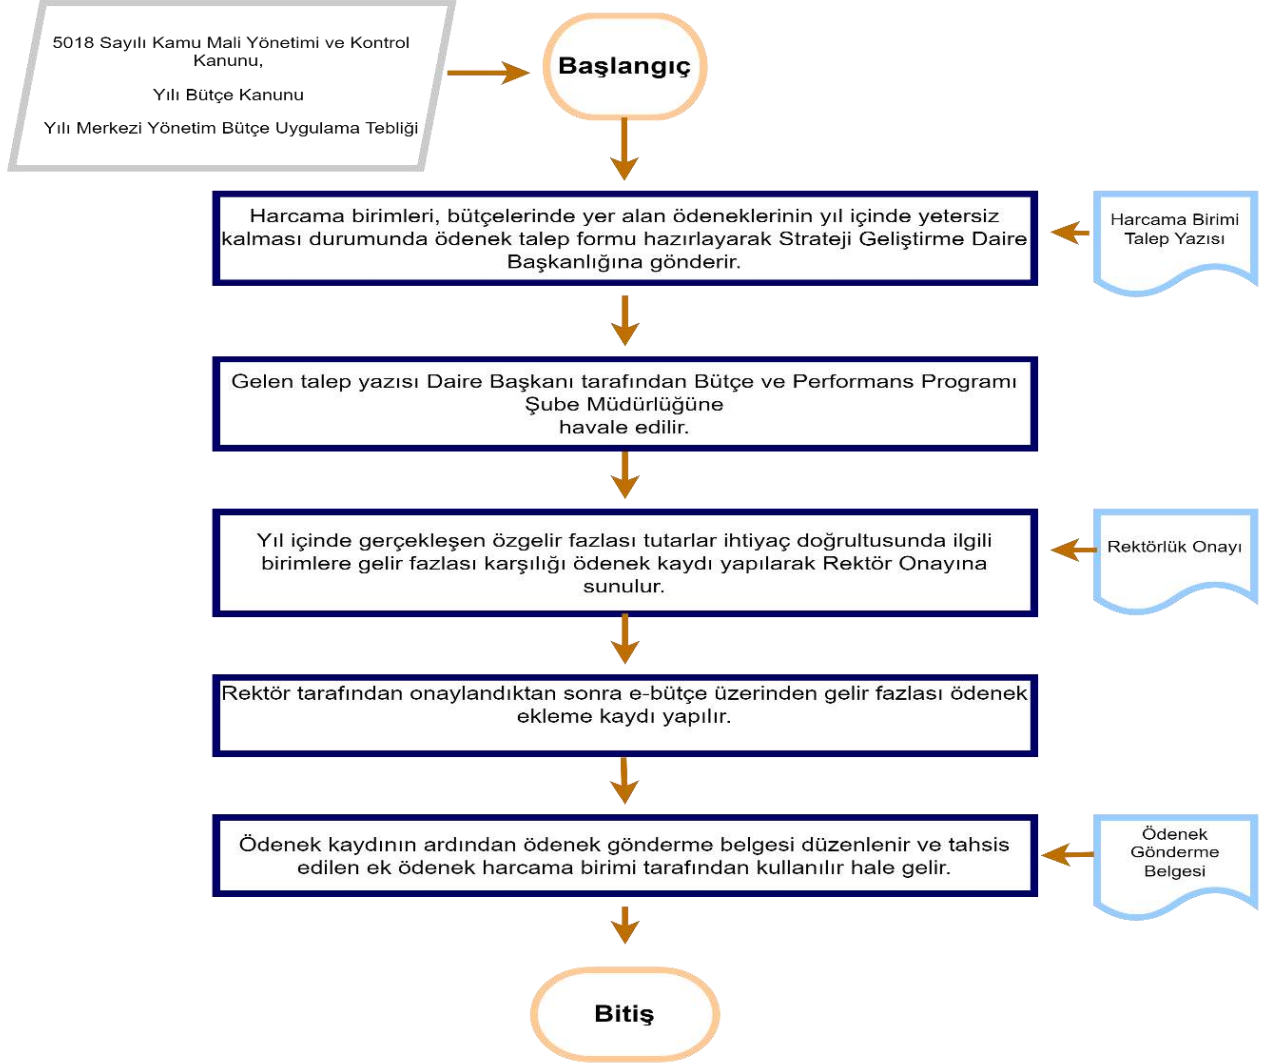 5018 Sayılı Kamu Mali Yönetimi ve Kontrol
Kanunu,
Yılı Bütçe Kanunu
Yılı Merkezi Yönetim Bütçe Uygulama Tebliği
Başlangıç
Harcama birimleri, bütçelerinde yer alan ödeneklerinin yıl içinde yetersiz
kalması durumunda ödenek talep formu hazırlayarak Strateji Geliştirme Daire
Başkanlığına gönderir.
Harcama Birimi
Talep Yazısı
Gelen talep yazısı Daire Başkanı tarafından Bütçe ve Performans Programı
Şube Müdürlüğüne
havale edilir.
Yıl içinde gerçekleşen özgelir fazlası tutarlar ihtiyaç doğrultusunda ilgili
birimlere gelir fazlası karşılığı ödenek kaydı yapılarak Rektör Onayına
sunulur.
Rektörlük Onayı
Rektör tarafından onaylandıktan sonra e-bütçe üzerinden gelir fazlası ödenek
ekleme kaydı yapılır.
Ödenek kaydının ardından ödenek gönderme belgesi düzenlenir ve tahsis
edilen ek ödenek harcama birimi tarafından kullanılır hale gelir.
Ödenek
Gönderme
Belgesi
Bitiş